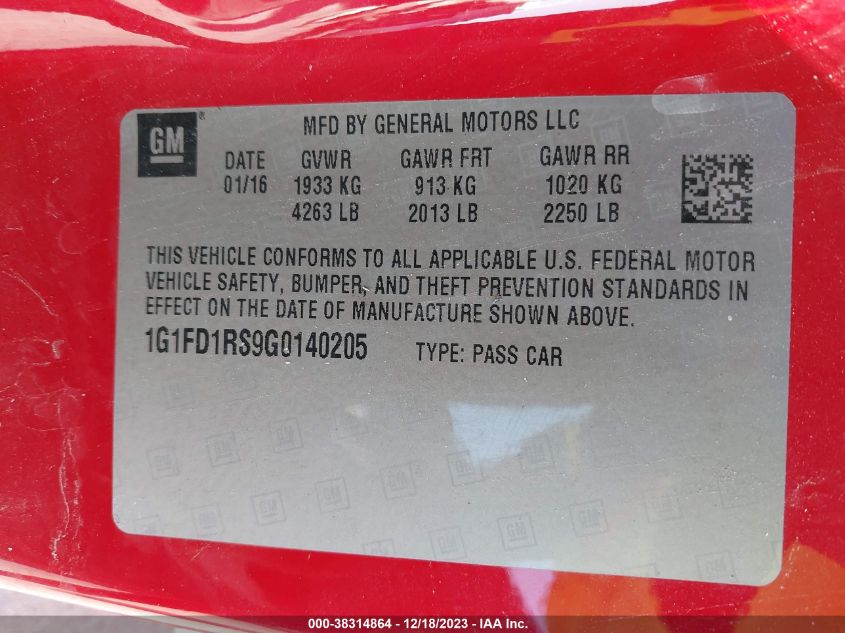 GM®
MFD BY GENERAL MOTORS LLC
DATE GVWR GAWR FRT GAWR RR
01/16 1933 KG 913 KG 1020 KG
4263 LB 2013 LB 2250 LB
THIS VEHICLE CONFORMS TO ALL APPLICABLE U.S. FEDERAL MOTOR
VEHICLE SAFETY, BUMPER, AND THEFT PREVENTION STANDARDS IN
EFFECT ON THE DATE OF MANUFACTURE SHOWN ABOVE.
1G1FD1RS9G0140205 TYPE: PASS CAR
000-38314864 - 12/18/2023 - IAA Inc.